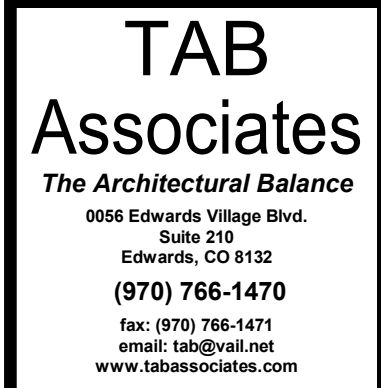 TAB
Associates
The Architectural Balance
0056 Edwards Village Blvd.
Suite 210
Edwards, CO 8132
(970) 766-1470
fax: (970) 766-1471
email: tab@vail.net
www.tabassociates.com